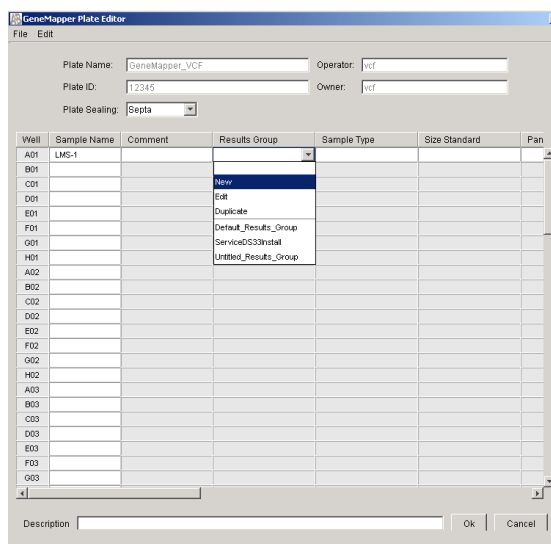 GeneMapper Plate Editor
File Edit
Plate Name: GeneMapper_VCF Operator: vcf
Plate ID: 12345 Owner: vcf
Plate Sealing: Septa
Well Sample Name Comment Results Group Sample Type Size Standard Pan
A01 LMS-1
B01
C01 New
D01 Edit
E01 Duplicate
F01 Default_Results_Group
G01 ServiceDS33Install
H01 Untitled_Results_Group
A02
B02
C02
D02
E02
F02
G02
H02
A03
B03
C03
D03
E03
F03
G03
Description Ok Cancel